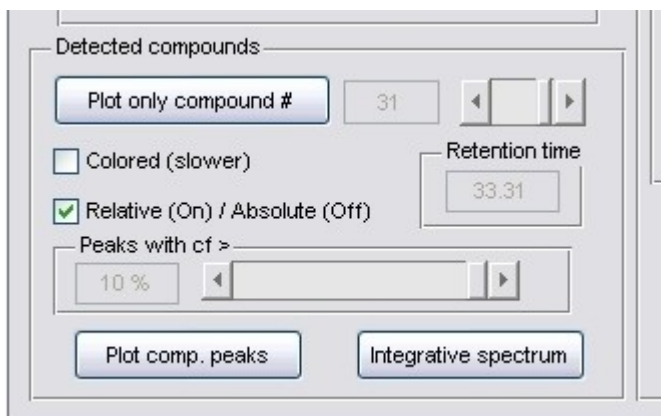 Detected compounds
Plot only compound #
31
Colored (slower)
Retention time
33.31
Relative (On) / Absolute (Off)
Peaks with cf >
10 %
Plot comp. peaks
Integrative spectrum